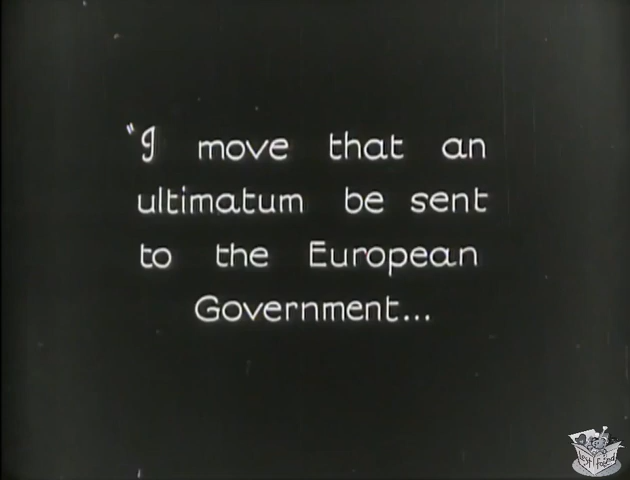 "I move that an
ultimatum be sent
to the European
Government...